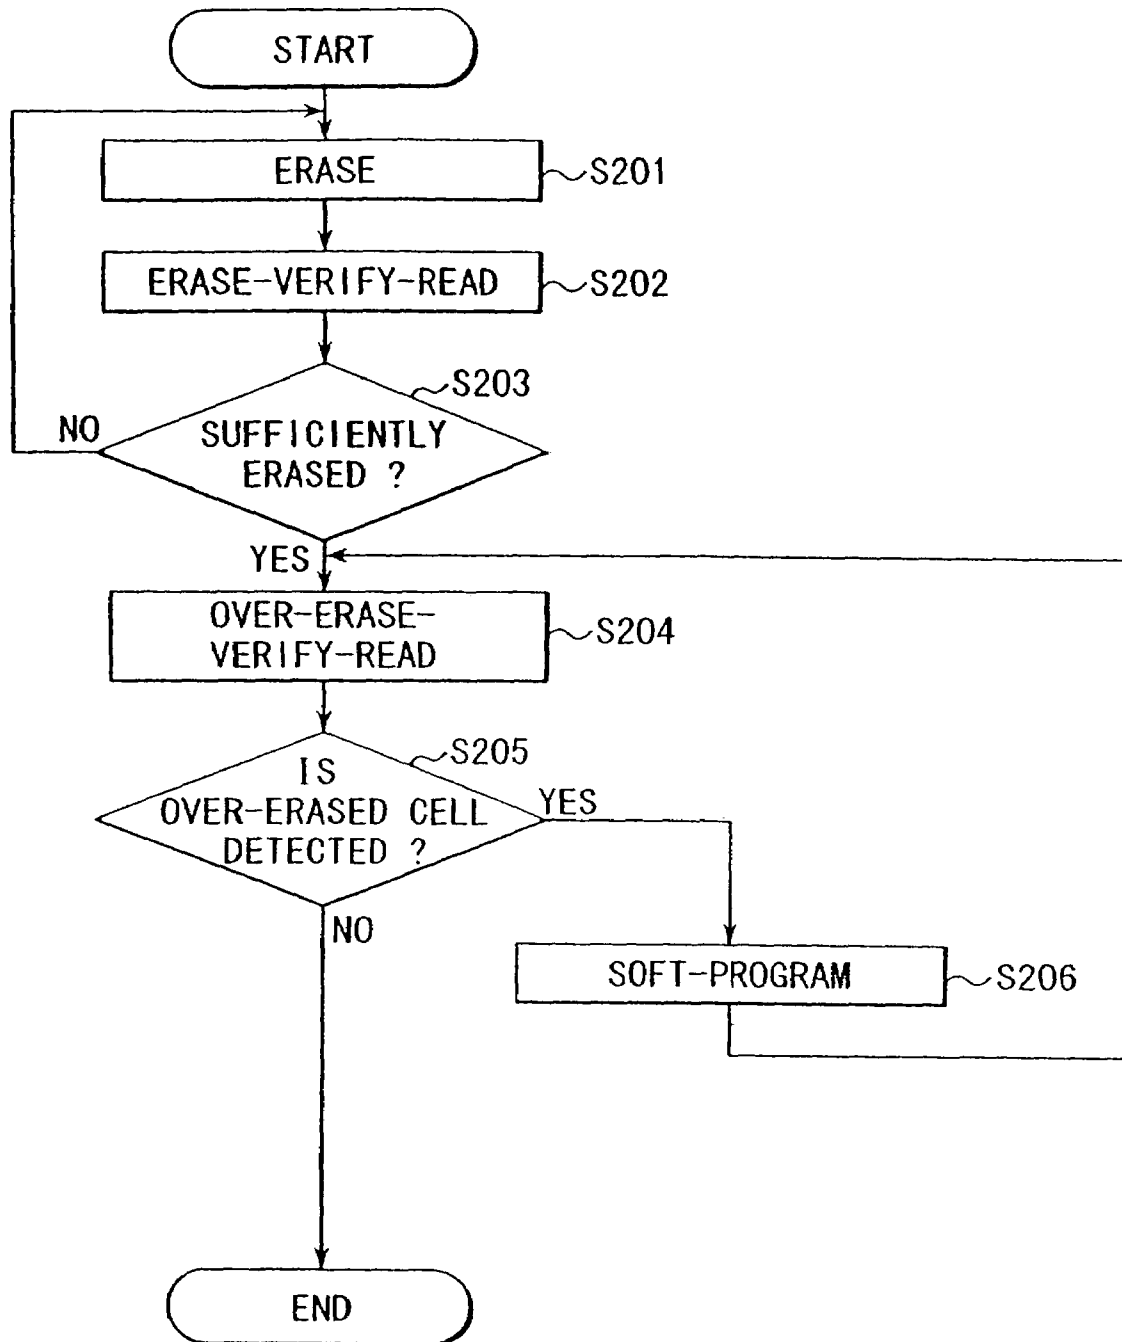 START
ERASE
S201
ERASE-VERIFY-READ
S202
S203
NO
SUFFICIENTLY
ERASED ?
YES
OVER-ERASE-
VERIFY-READ
S204
S205
IS
OVER-ERASED CELL
DETECTED ?
YES
NO
SOFT-PROGRAM
S206
END